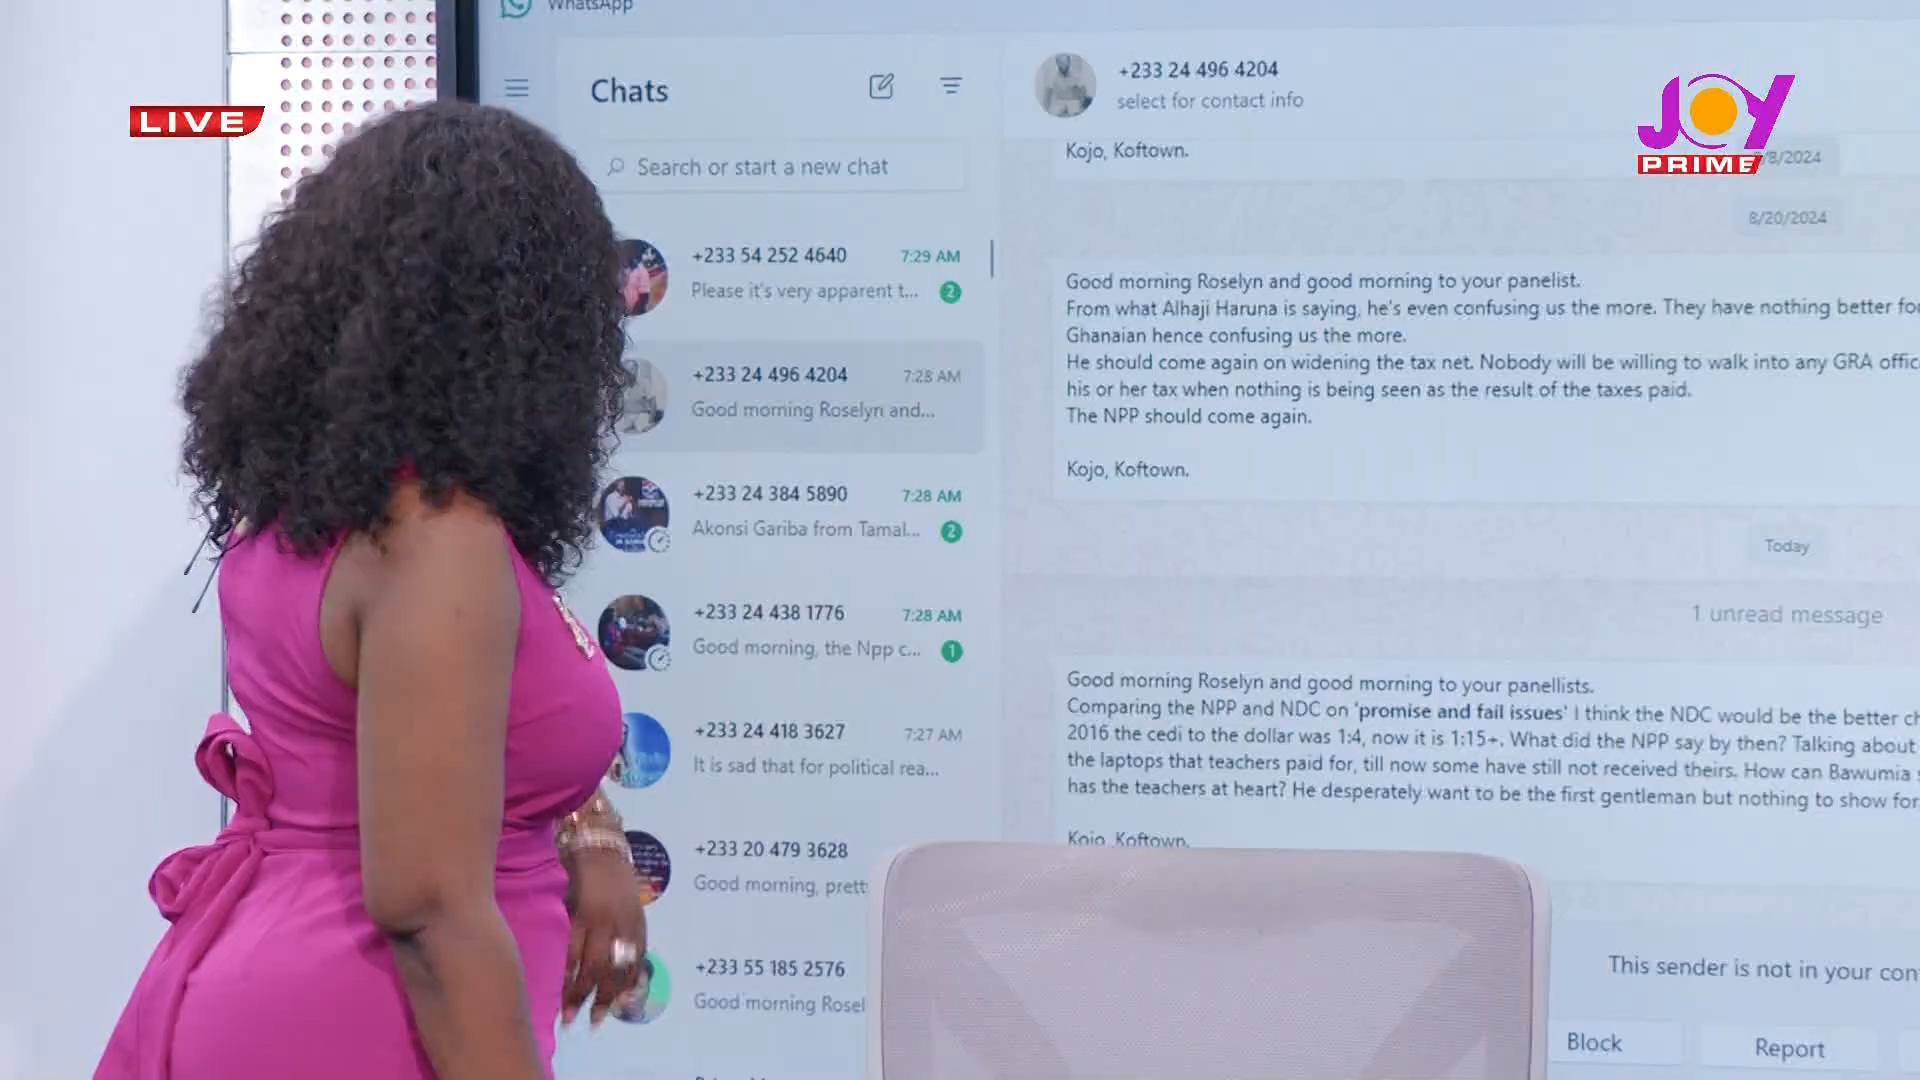 WhatsApp
LIVE
Chats
Search or start a new chat
+233 54 252 4640
7:29 AM
Please it's very apparent t...
2
+233 24 496 4204
7:28 AM
Good morning Roselyn and...
+233 24 384 5890
7:28 AM
Akonsi Gariba from Tamal...
2
+233 24 438 1776
7:28 AM
Good morning, the Npp c...
1
+233 24 418 3627
7:27 AM
It is sad that for political rea...
+233 20 479 3628
Good morning, prett
+233 55 185 2576
Good morning Rosel
+233 24 496 4204
select for contact info
JOY
PRIME
Kojo, Koftown.
/8/2024
8/20/2024
Good morning Roselyn and good morning to your panelist.
From what Alhaji Haruna is saying, he's even confusing us the more. They have nothing better for
Ghanaian hence confusing us the more.
He should come again on widening the tax net. Nobody will be willing to walk into any GRA offic
his or her tax when nothing is being seen as the result of the taxes paid.
The NPP should come again.
Kojo, Koftown.
Today
1 unread message
Good morning Roselyn and good morning to your panellists.
Comparing the NPP and NDC on 'promise and fail issues' I think the NDC would be the better ch
2016 the cedi to the dollar was 1:4, now it is 1:15+. What did the NPP say by then? Talking about
the laptops that teachers paid for, till now some have still not received theirs. How can Bawumia s
has the teachers at heart? He desperately want to be the first gentleman but nothing to show for
Kojo, Koftown.
This sender is not in your con
Block
Report